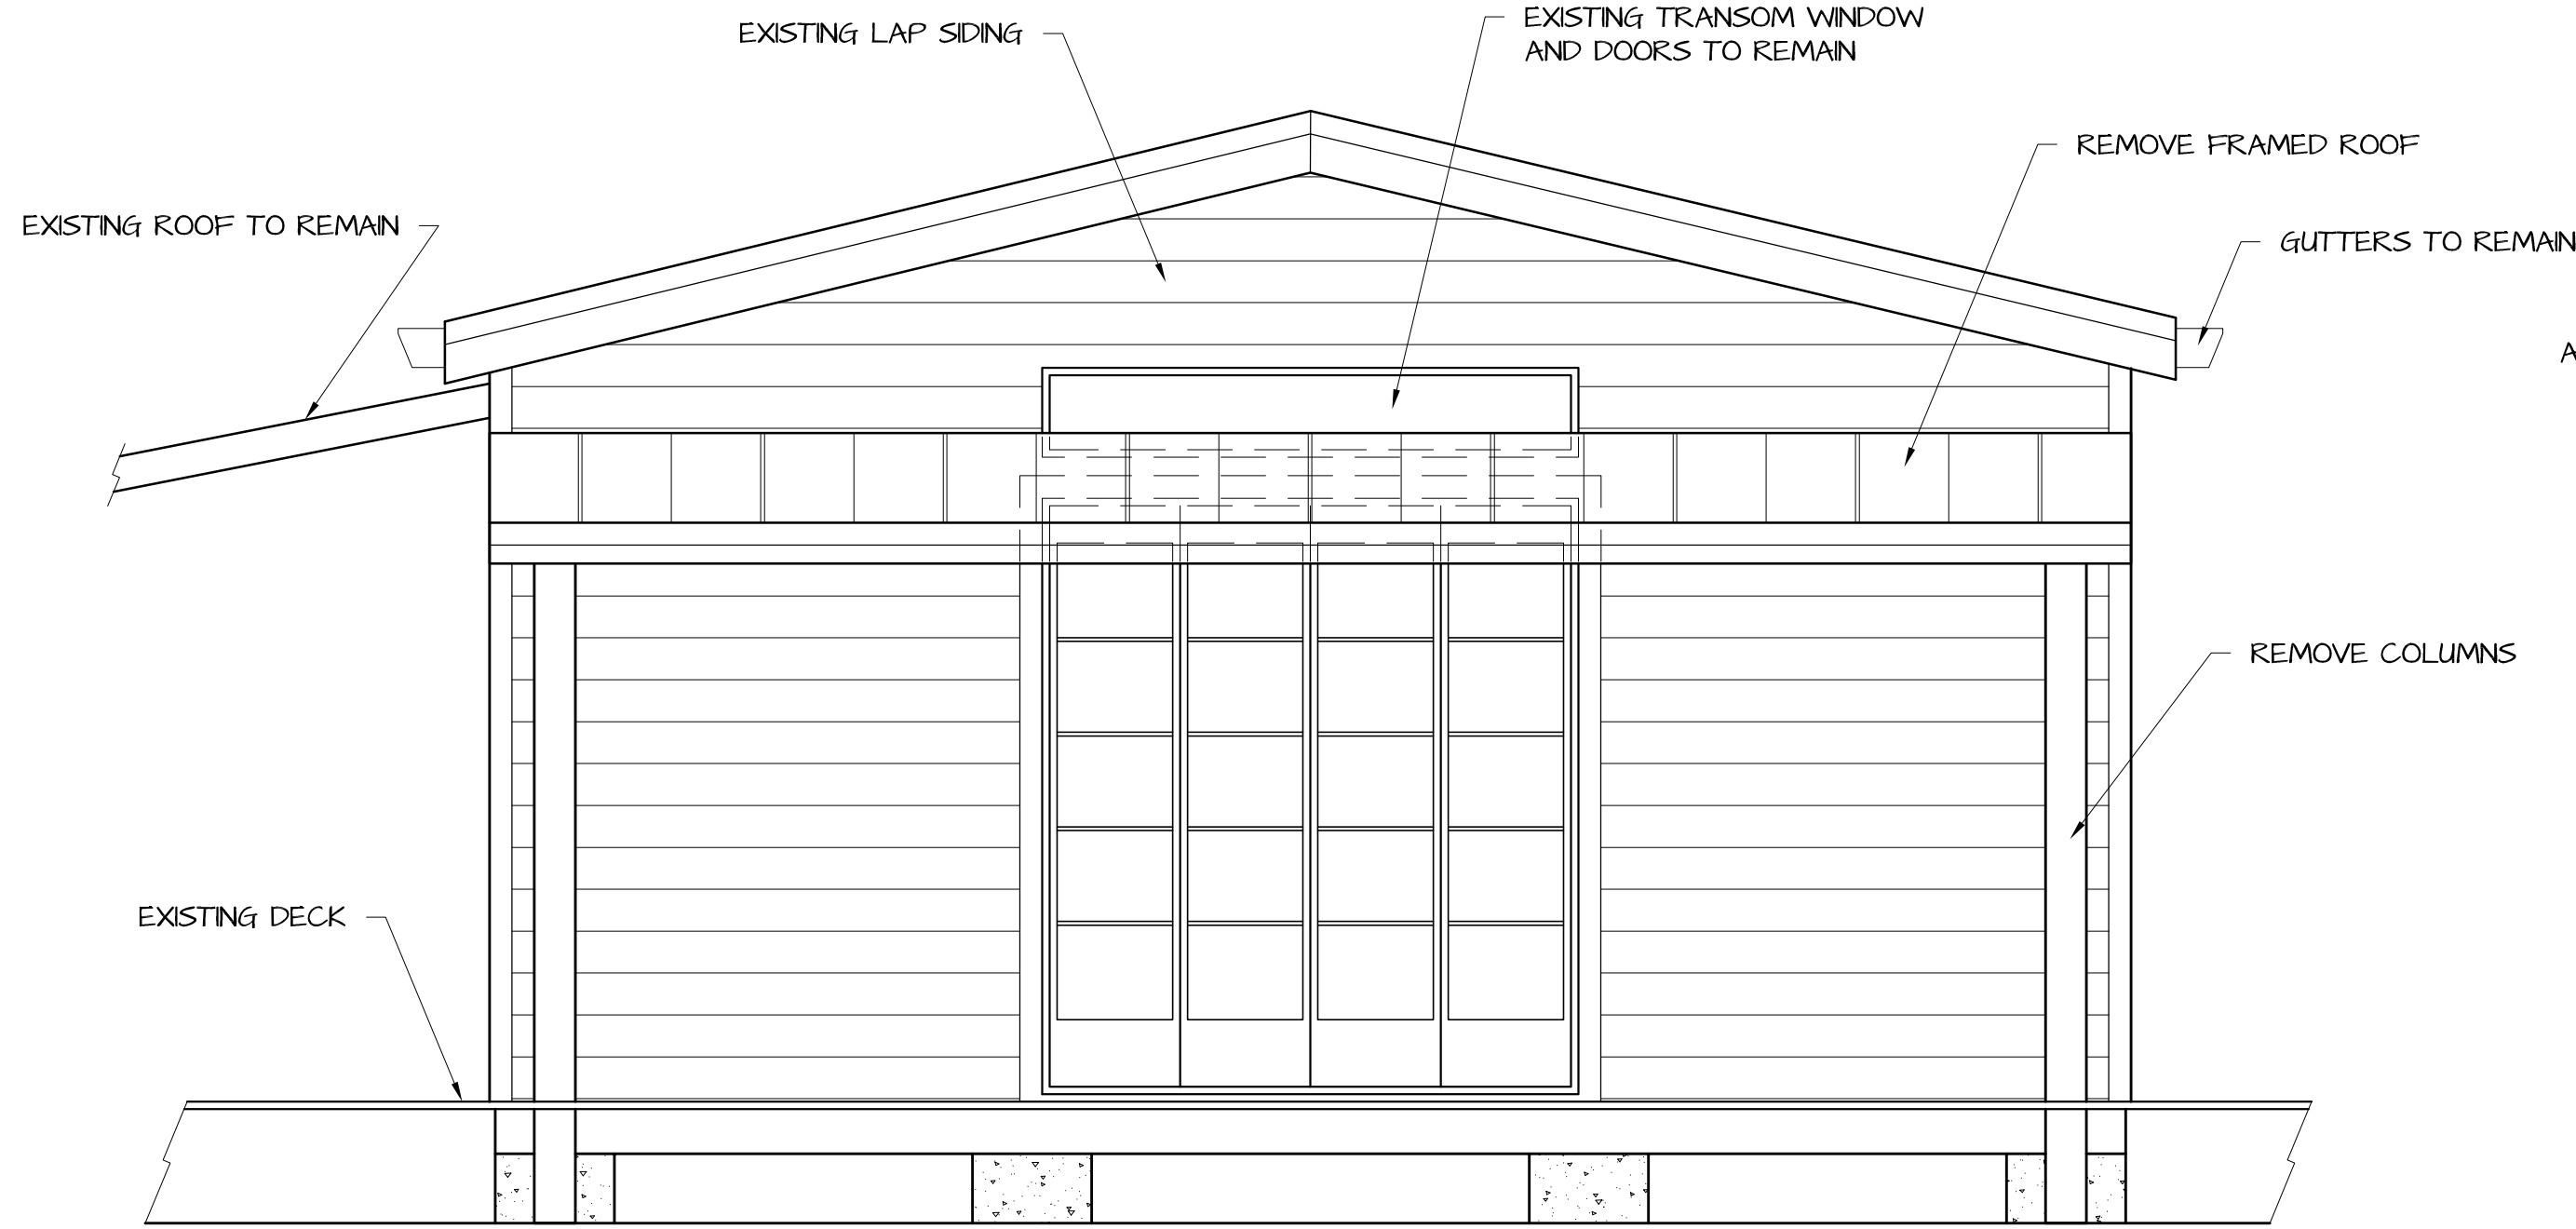 EXISTING LAP SIDING
EXISTING TRANSOM WINDOW
AND DOORS TO REMAIN
REMOVE FRAMED ROOF
EXISTING ROOF TO REMAIN
GUTTERS TO REMAIN
A
REMOVE COLUMNS
EXISTING DECK